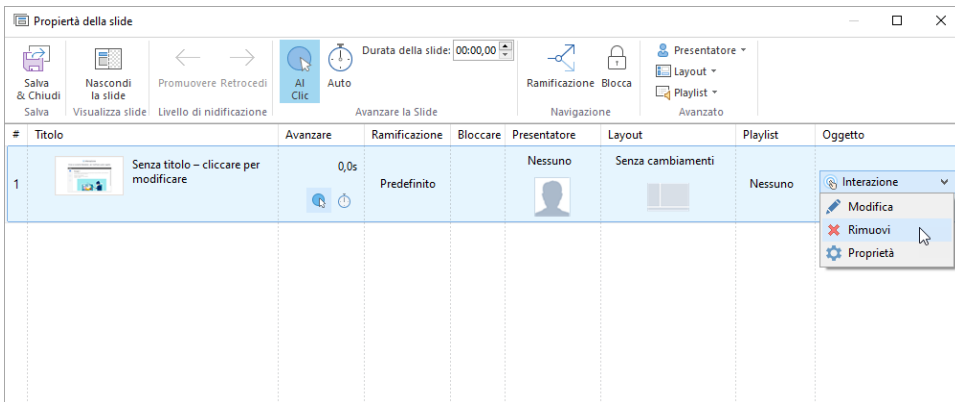 Propiertà della slide
Salva & Chiudi
Nascondi la slide
Promuovere Retrocedi
Al Clic
Auto
Durata della slide: 00:00,00
Ramificazione Blocca
Presentatore
Layout
Playlist
Salva Visualizza slide Livello di nidificazione Avanzare la Slide Navigazione Avanzato
# Titolo Avanzare Ramificazione Bloccare Presentatore Layout Playlist Oggetto
1
Senza titolo – cliccare per
modificare
0,0s
Predefinito
Nessuno
Senza cambiamenti
Nessuno
Interazione
Modifica
Rimuovi
Proprietà